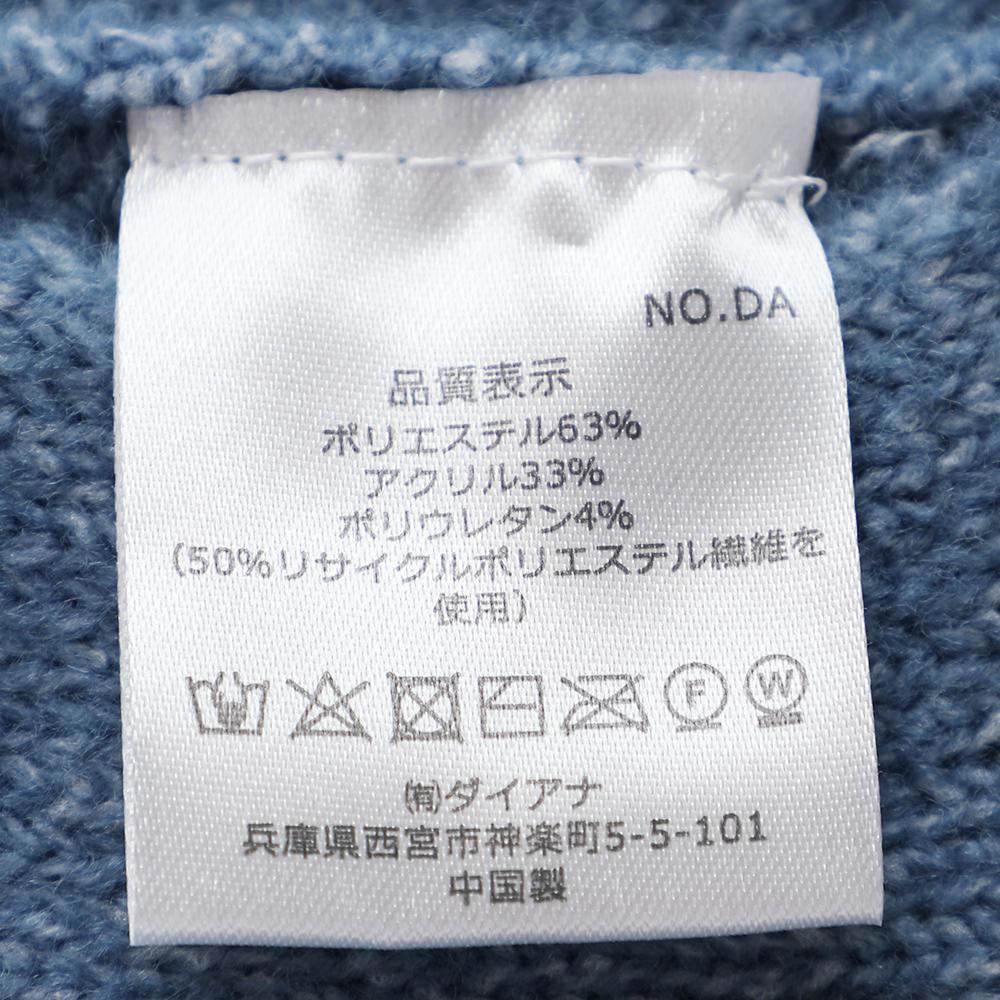 NO.DA
品質表示
ポリエステル63%
アクリル33%
ポリウレタン4%
(50%リサイクルポリエステル繊維を
使用)
F W
㈲ダイアナ
兵庫県西宮市神楽町5-5-101
中国製